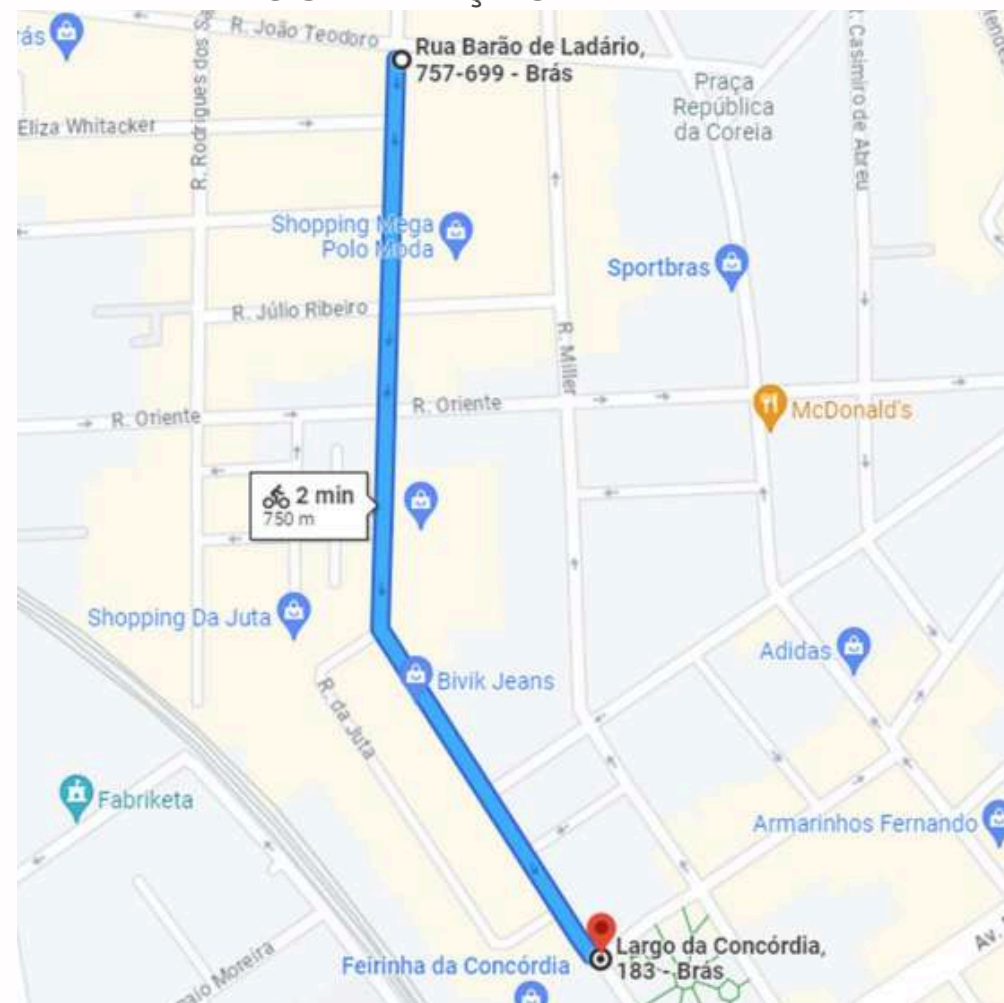 R. João Teodoro
Rua Barão de Ladário,
757-699 - Brás
R. Casimiro de Abreu
Praça
República
da Coreia
Eliza Whitacker
Shopping Mega
Polo Moda
Sportbras
R. Júlio Ribeiro
R. Miller
R. Oriente
R. Oriente
McDonald's
2 min
750 m
Shopping Da Juta
Adidas
Bivik Jeans
R. da Juta
Fabriketa
Armarinhos Fernando
Largo da Concórdia,
183 - Brás
Av.
Feirinha da Concórdia
Moreira